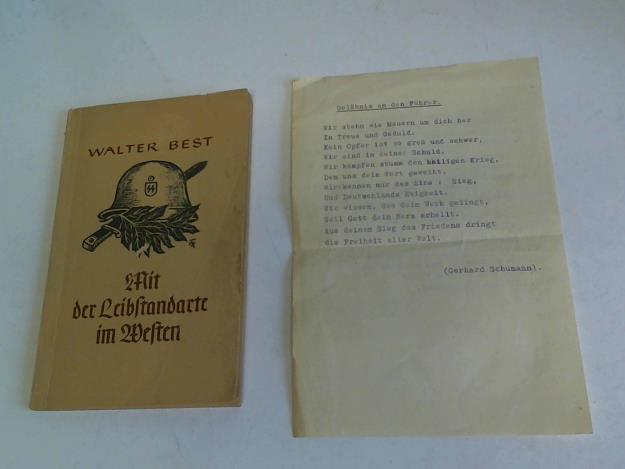 WALTER BEST
Mit
der Leibstandarte
im Westen
Gelöbnis an den Führer.
Wir stehn wie Mauern um dich her
In Treue und Geduld.
Kein Opfer ist so groß und schwer,
Wir sind in deiner Schuld.
Wir kämpfen stumm den heiligen Krieg,
Dem uns dein Wort geweiht.
Wir kennen nur das Eine : Sieg,
Und Deutschlands Ewigkeit.
Wir wissen, das dein Werk gelingt,
Weil Gott dein Herz erhellt.
Aus deinem Sieg des Friedens dringt
die Freiheit aller Welt.
(Gerhard Schumann).